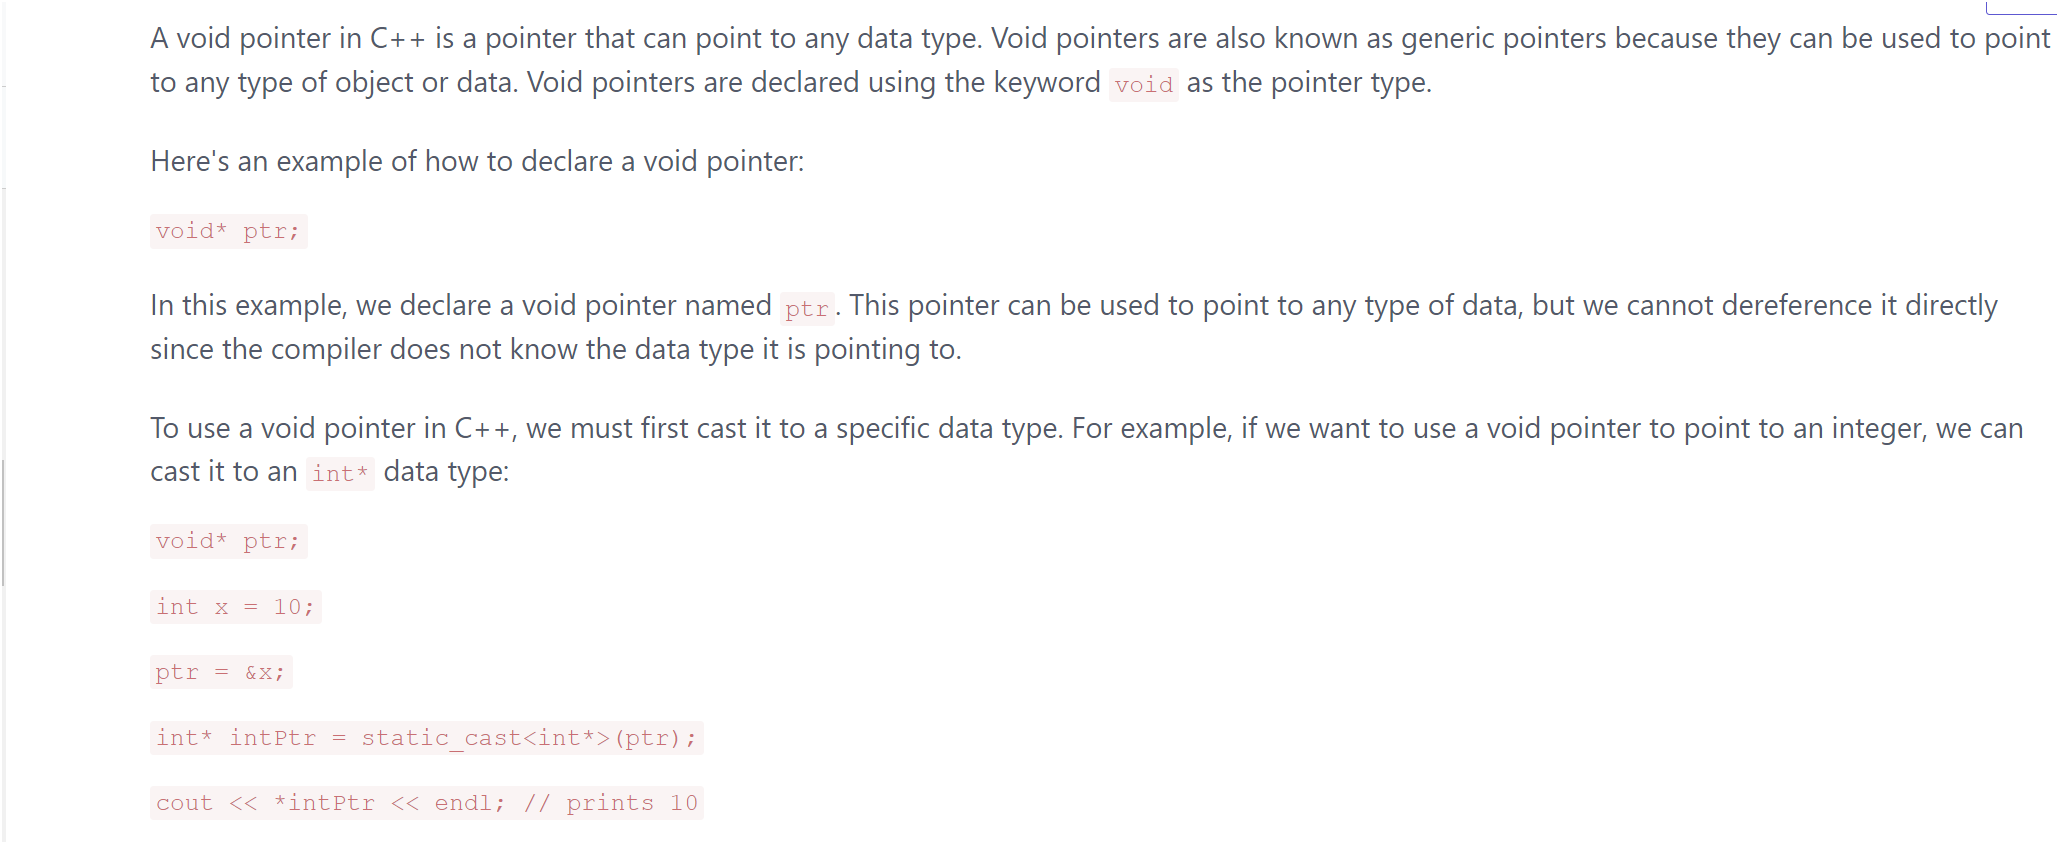 A void pointer in C++ is a pointer that can point to any data type. Void pointers are also known as generic pointers because they can be used to point
to any type of object or data. Void pointers are declared using the keyword void as the pointer type.
Here's an example of how to declare a void pointer:
void* ptr;
In this example, we declare a void pointer named ptr. This pointer can be used to point to any type of data, but we cannot dereference it directly
since the compiler does not know the data type it is pointing to.
To use a void pointer in C++, we must first cast it to a specific data type. For example, if we want to use a void pointer to point to an integer, we can
cast it to an int* data type:
void* ptr;
int x = 10;
ptr = &x;
int* intPtr = static_cast<int*>(ptr);
cout << *intPtr << endl; // prints 10